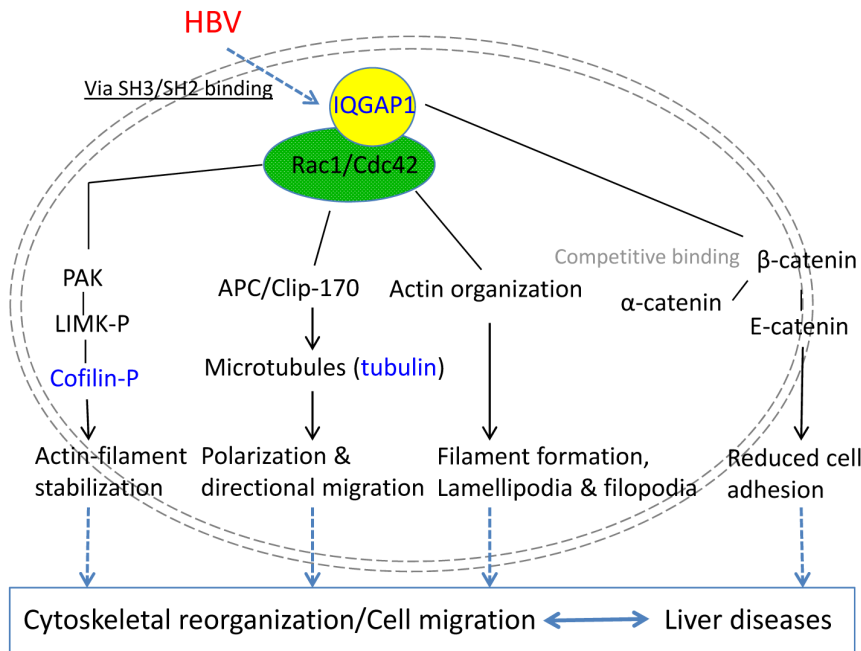 HBV
Via SH3/SH2 binding
IQGAP1
Rac1/Cdc42
Competitive binding
β-catenin
α-catenin
E-catenin
PAK
LIMK-P
Cofilin-P
APC/Clip-170
Actin organization
Microtubules (tubulin)
Actin-filament
stabilization
Polarization &
directional migration
Filament formation,
Lamellipodia & filopodia
Reduced cell
adhesion
Cytoskeletal reorganization/Cell migration
Liver diseases